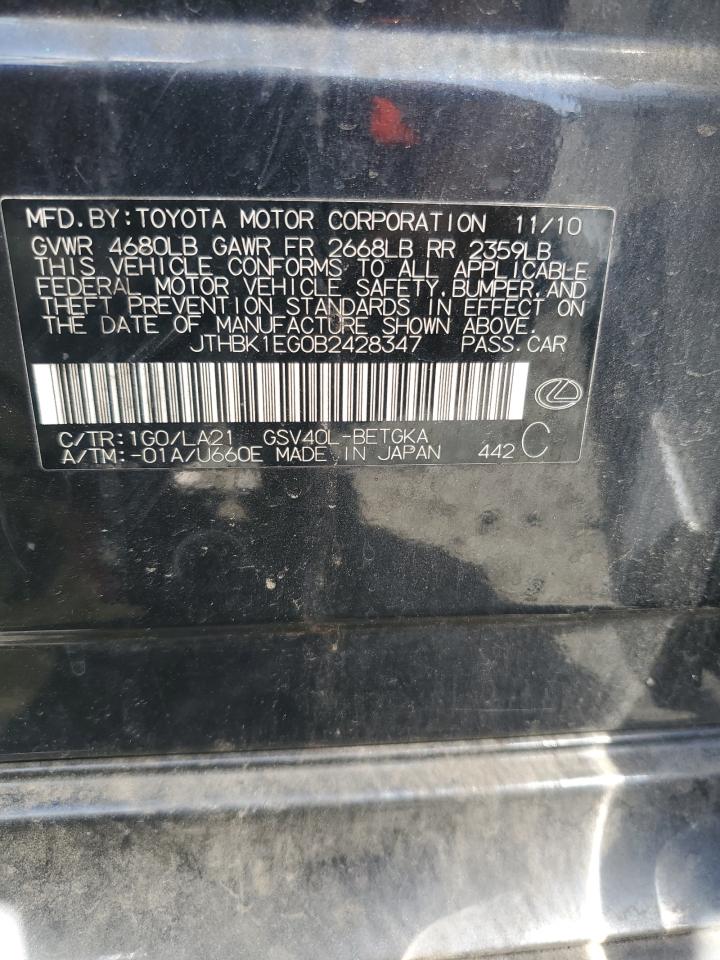 MFD.BY:TOYOTA MOTOR CORPORATION 11/10
GVWR 4680LB GAWR FR 2668LB RR 2359LB
THIS VEHICLE CONFORMS TO ALL APPLICABLE
FEDERAL MOTOR VEHICLE SAFETY,BUMPER,AND
THEFT PREVENTION STANDARDS IN EFFECT ON
THE DATE OF MANUFACTURE SHOWN ABOVE.
JTHBK1EG0B2428347 PASS.CAR
C/TR:1G0/LA21 GSV40L-BETGKA
A/TM:-01A/U660E MADE IN JAPAN 442 C